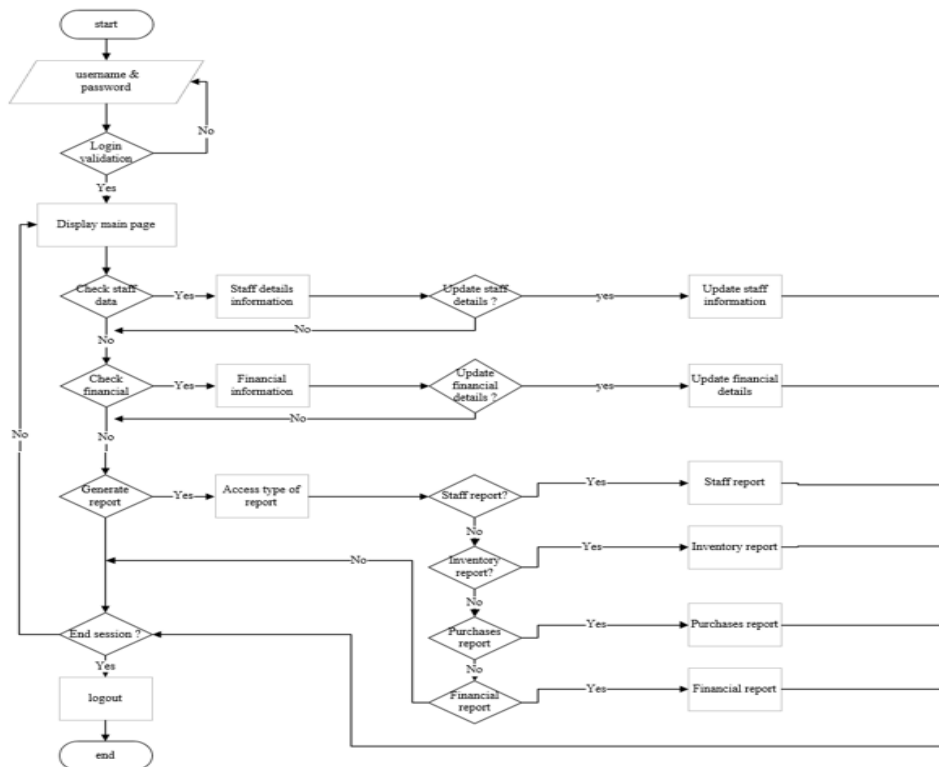 start
username &
password
No
Login
validation
Yes
Display main page
Check staff
data
Yes
Staff details
information
Update staff
details ?
yes
Update staff
information
No
No
Check
financial
Yes
Financial
information
Update
financial
details ?
yes
Update financial
details
No
No
No
Generate
report
Yes
Access type of
report
Staff report?
Yes
Staff report
No
No
Inventory
report?
Yes
Inventory report
No
End session ?
Purchases
report
Yes
Purchases report
Yes
No
logout
Financial
report
Yes
Financial report
end